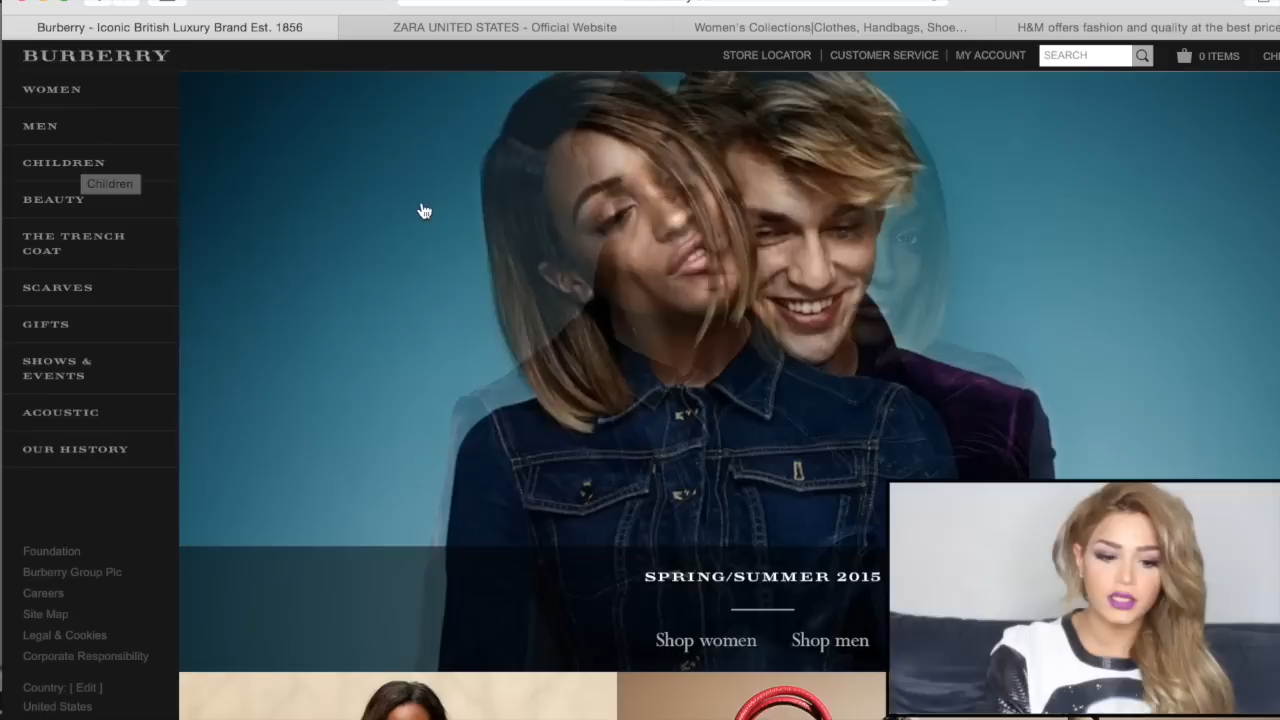 Burberry - Iconic British Luxury Brand Est. 1856
ZARA UNITED STATES - Official Website
Women's Collections|Clothes, Handbags, Shoe...
H&M offers fashion and quality at the best price
BURBERRY
STORE LOCATOR | CUSTOMER SERVICE | MY ACCOUNT
SEARCH
0 ITEMS
WOMEN
MEN
CHILDREN
Children
BEAUTY
THE TRENCH
COAT
SCARVES
GIFTS
SHOWS &
EVENTS
ACOUSTIC
OUR HISTORY
SPRING/SUMMER 2015
Shop women
Shop men
Foundation
Burberry Group Plc
Careers
Site Map
Legal & Cookies
Corporate Responsibility
Country: [ Edit ]
United States